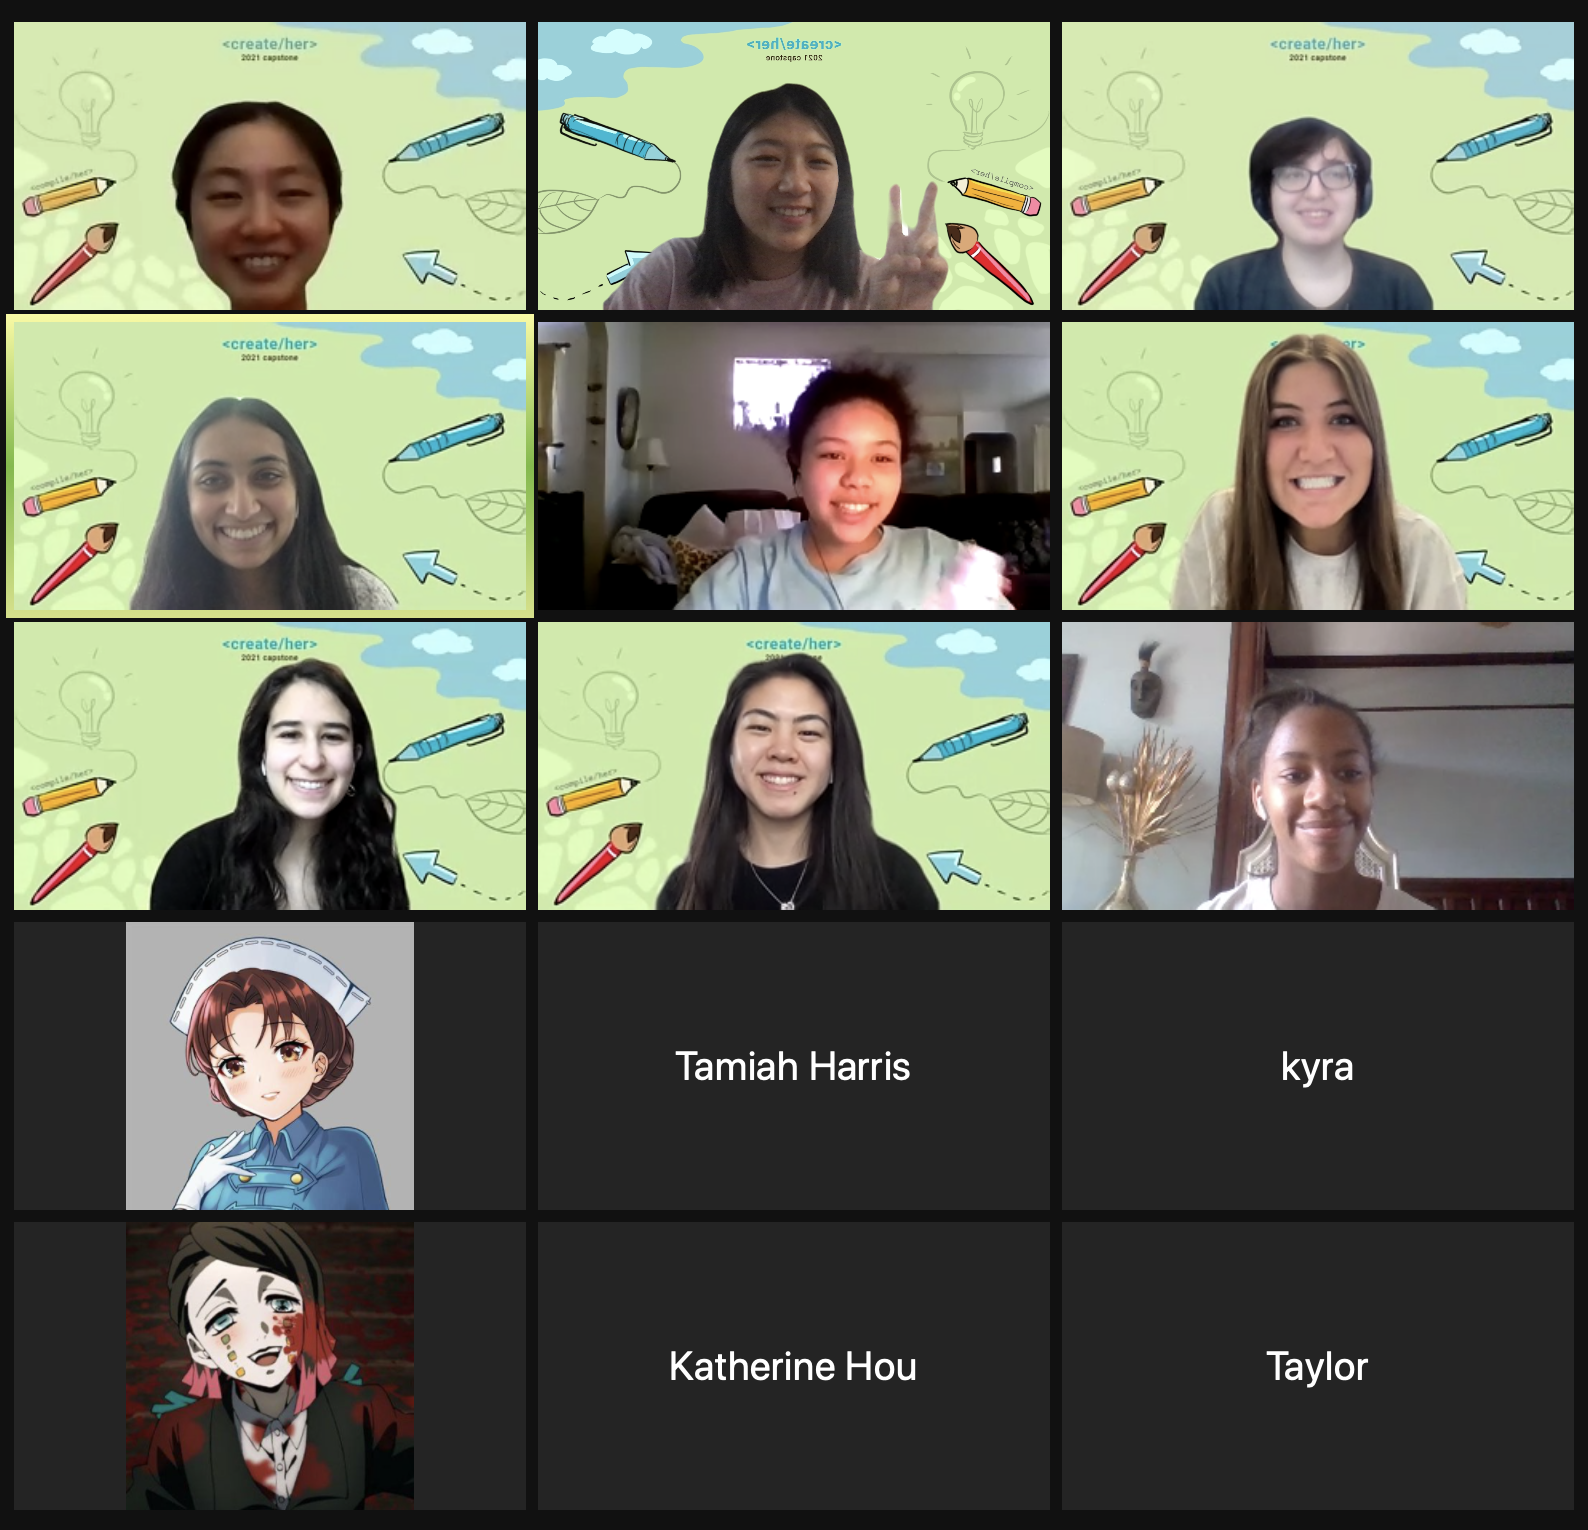 <create/her>
2021 capstone
<compile/her>
<create/her>
2021 capstone
<compile/her>
<create/her>
2021 capstone
<compile/her>
<create/her>
2021 capstone
<compile/her>
her>
<compile/her>
<create/her>
2021 capstone
<compile/her>
<create/her>
<compile/her>
Tamiah Harris
kyra
Katherine Hou
Taylor